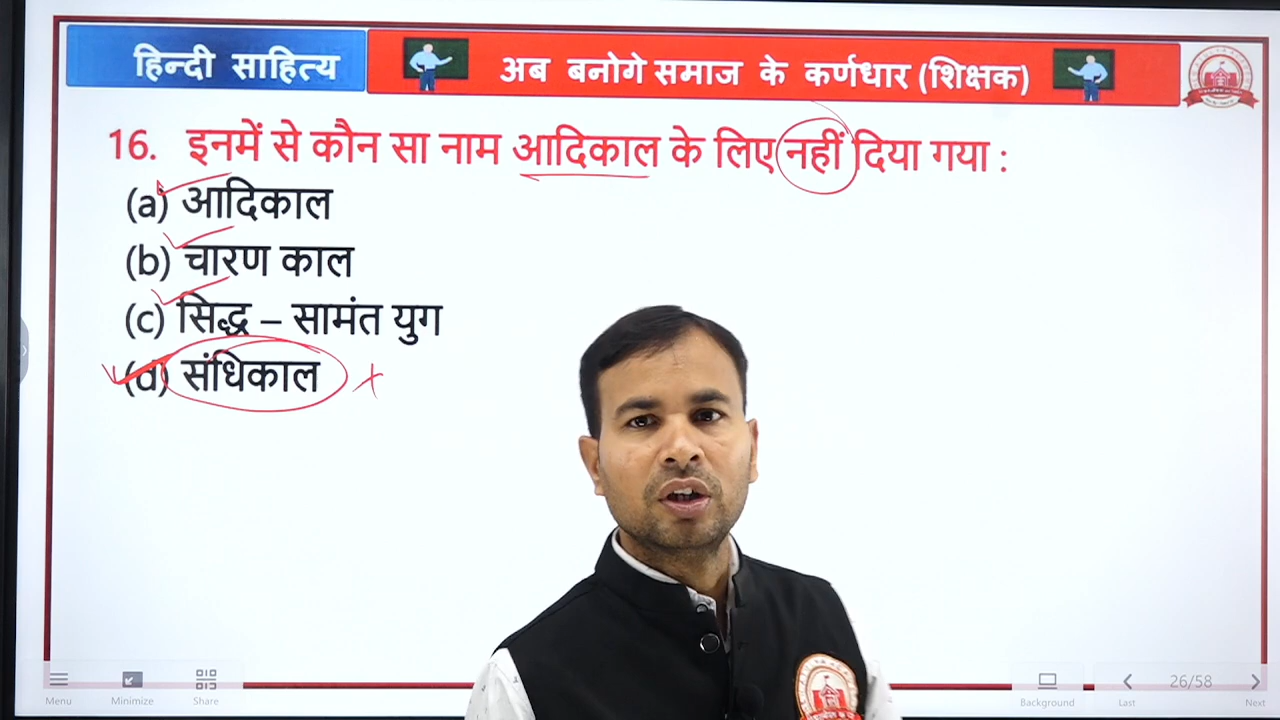 हिन्दी साहित्य
अब बनोगे समाज के कर्णधार (शिक्षक)
16. इनमें से कौन सा नाम आदिकाल के लिए नहीं दिया गया :
(a) आदिकाल
(b) चारण काल
(c) सिद्ध – सामंत युग
(d) संधिकाल
Menu
Minimize
Share
Background
Last
26/58
Next